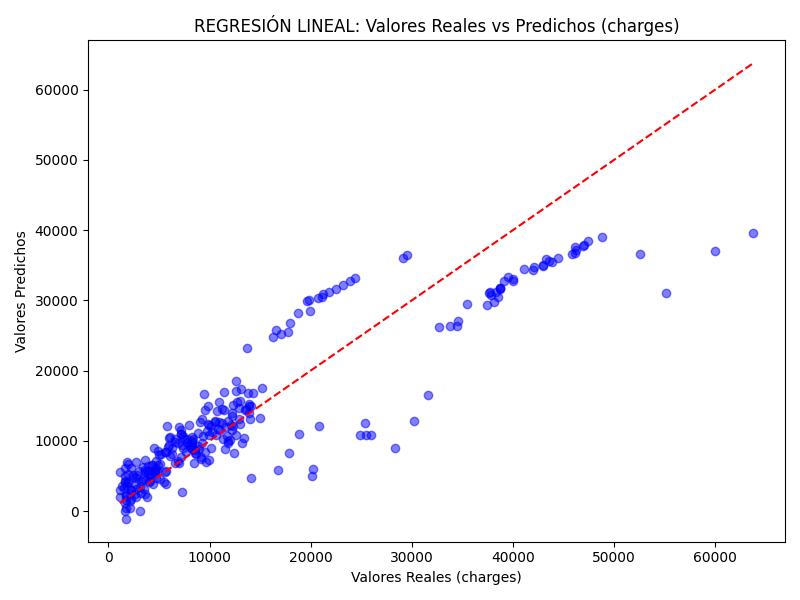 REGRESIÓN LINEAL: Valores Reales vs Predichos (charges)
Valores Predichos
60000
50000
40000
30000
20000
10000
0
0 10000 20000 30000 40000 50000 60000
Valores Reales (charges)